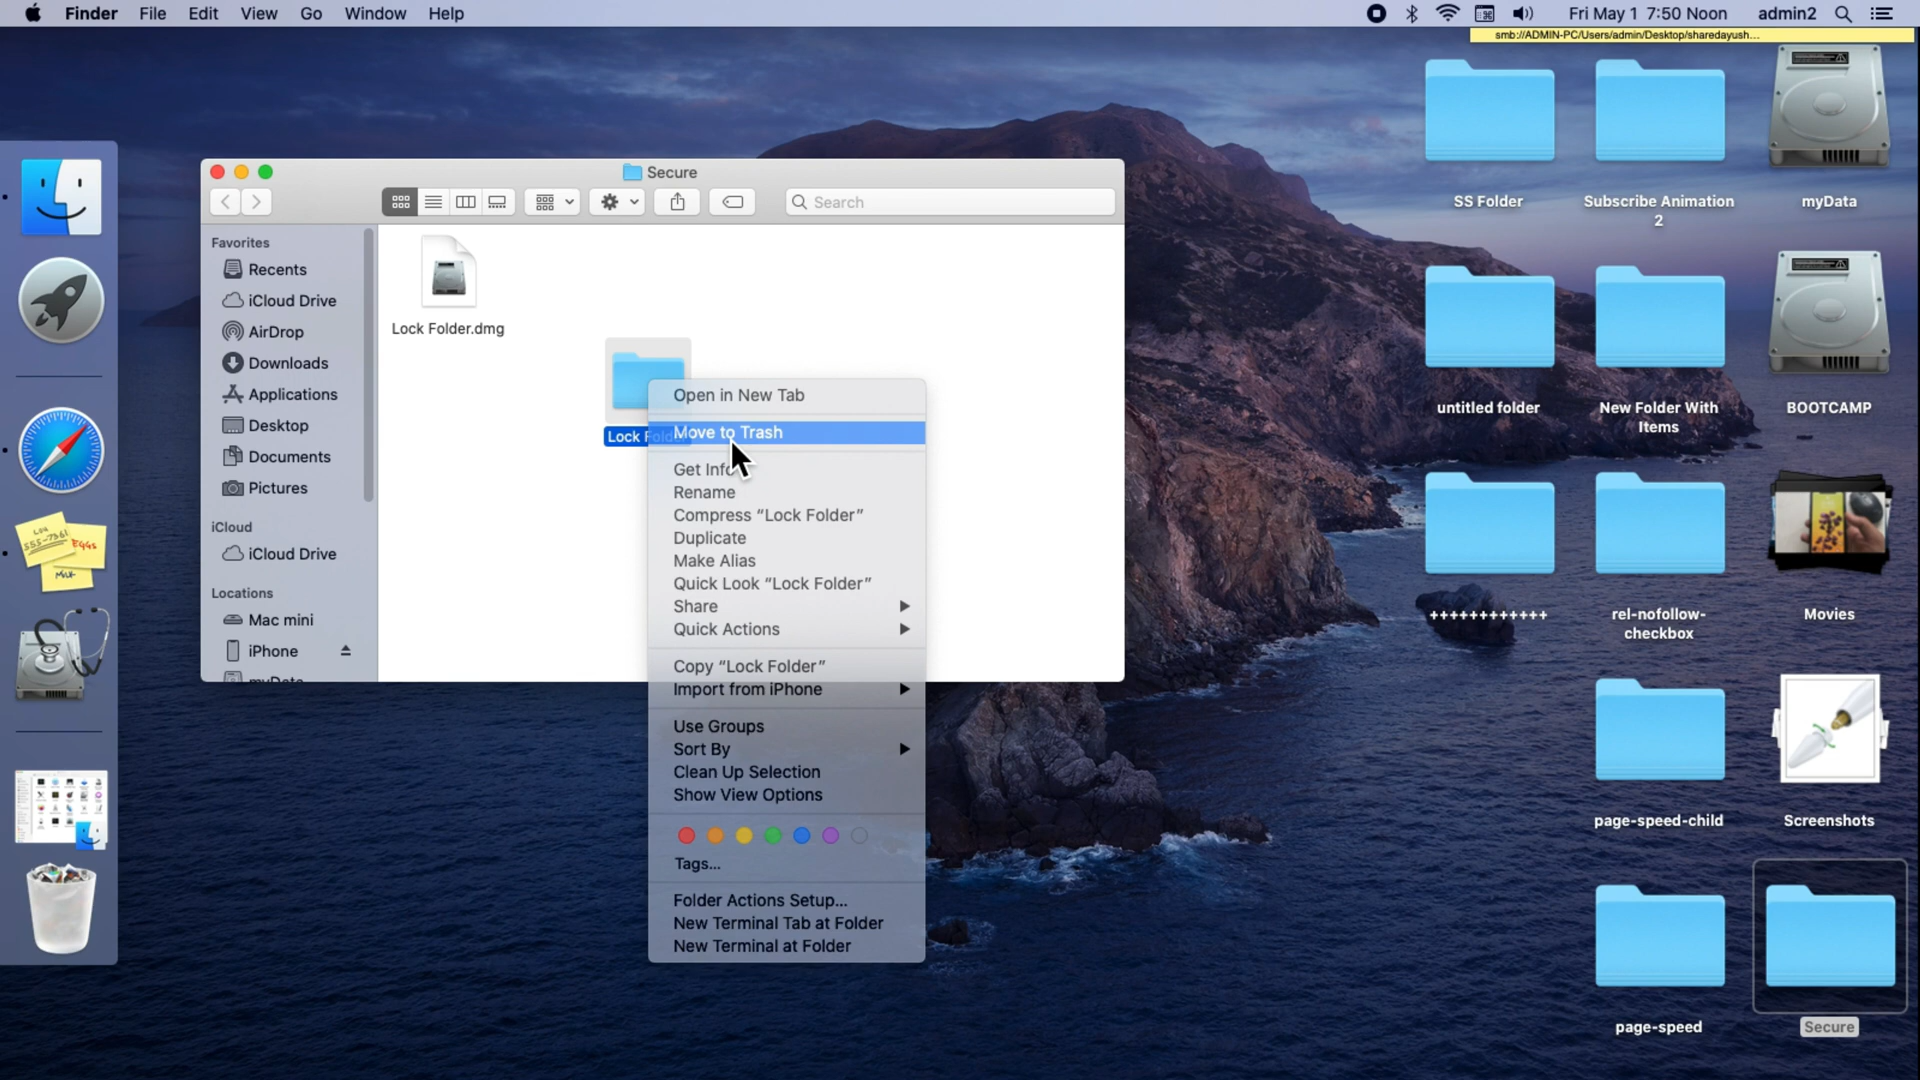 Finder File Edit View Go Window Help
Fri May 1 7:50 Noon admin2
smb://ADMIN-PC/Users/admin/Desktop/sharedayush...
Secure
Search
Favorites
Recents
iCloud Drive
AirDrop
Downloads
Applications
Desktop
Documents
Pictures
iCloud
iCloud Drive
Locations
Mac mini
iPhone
myData
Lock Folder.dmg
Lock Folder
Open in New Tab
Move to Trash
Get Info
Rename
Compress “Lock Folder”
Duplicate
Make Alias
Quick Look “Lock Folder”
Share
Quick Actions
Copy “Lock Folder”
Import from iPhone
Use Groups
Sort By
Clean Up Selection
Show View Options
Tags...
Folder Actions Setup...
New Terminal Tab at Folder
New Terminal at Folder
SS Folder
Subscribe Animation
2
myData
untitled folder
New Folder With
Items
BOOTCAMP
++++++++++++
rel-nofollow-
checkbox
Movies
page-speed-child
Screenshots
page-speed
Secure
LOU
555-7361
EGGS
MILK